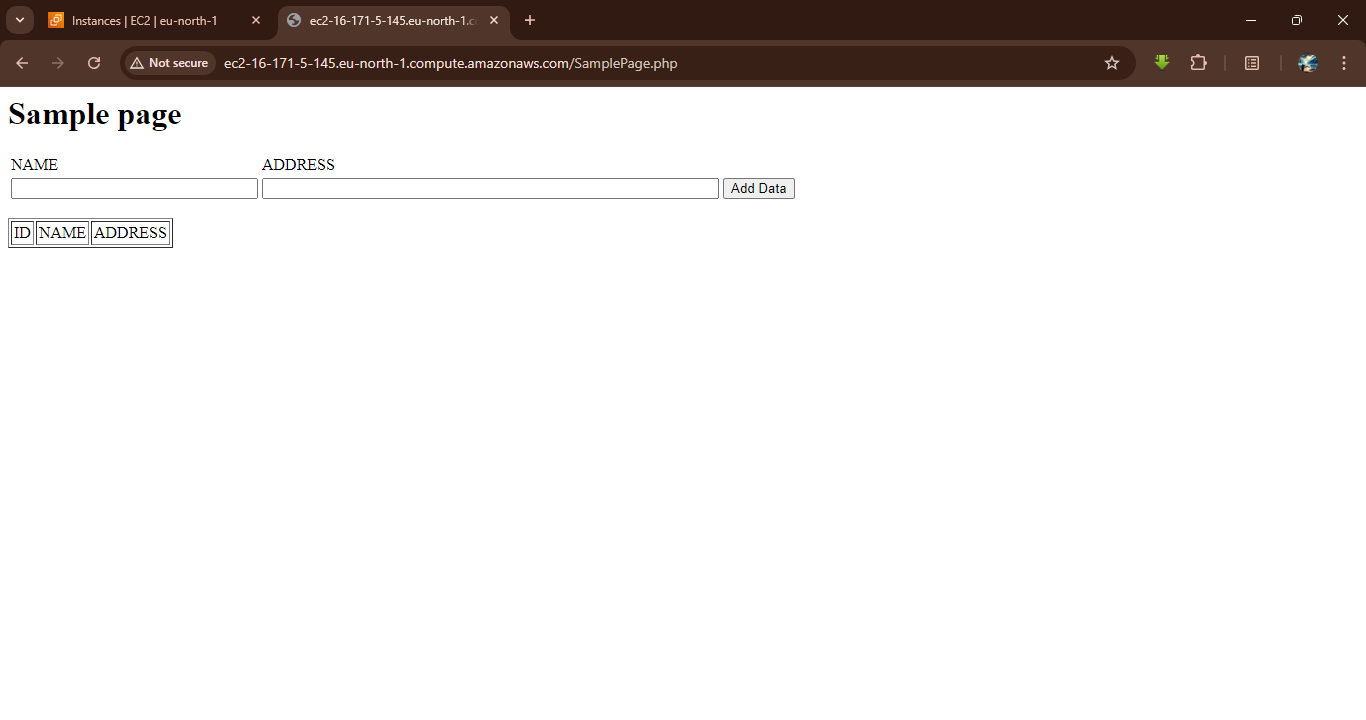 Instances | EC2 | eu-north-1
ec2-16-171-5-145.eu-north-1.c
Not secure
ec2-16-171-5-145.eu-north-1.compute.amazonaws.com/SamplePage.php
Sample page
NAME ADDRESS
Add Data
ID NAME ADDRESS